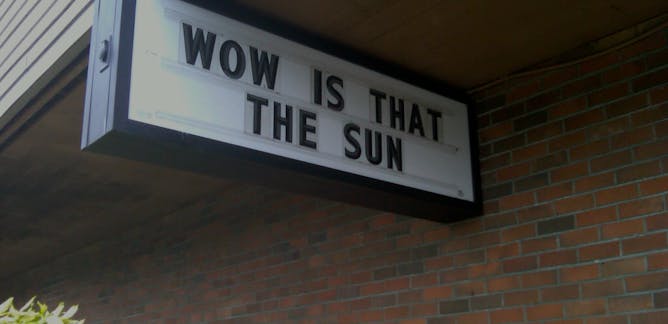 WOW IS THAT
THE SUN